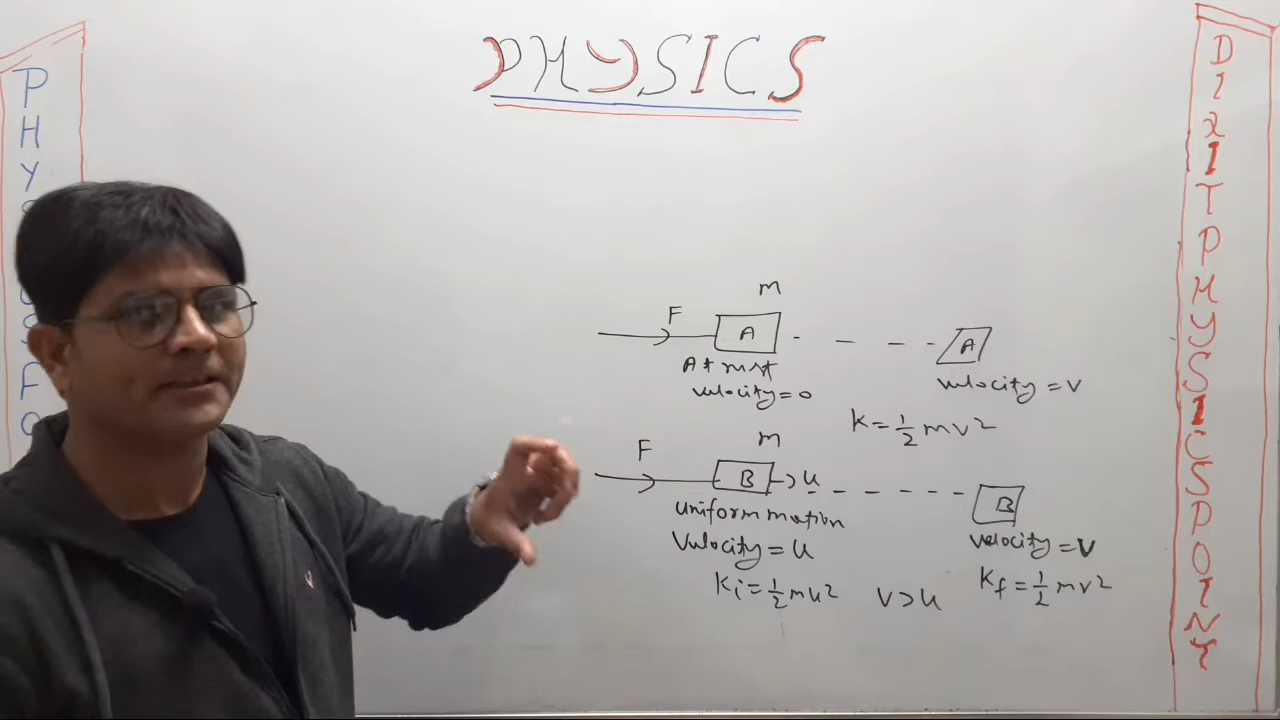 PHYSICS
m
F
A
A
At rest
velocity = 0
velocity = v
K = 1/2 mv²
m
F
B → u
B
uniform motion
Velocity = u
velocity = v
Ki = 1/2 mu²
v > u
Kf = 1/2 mv²
DIXIT PHYSICS POINT